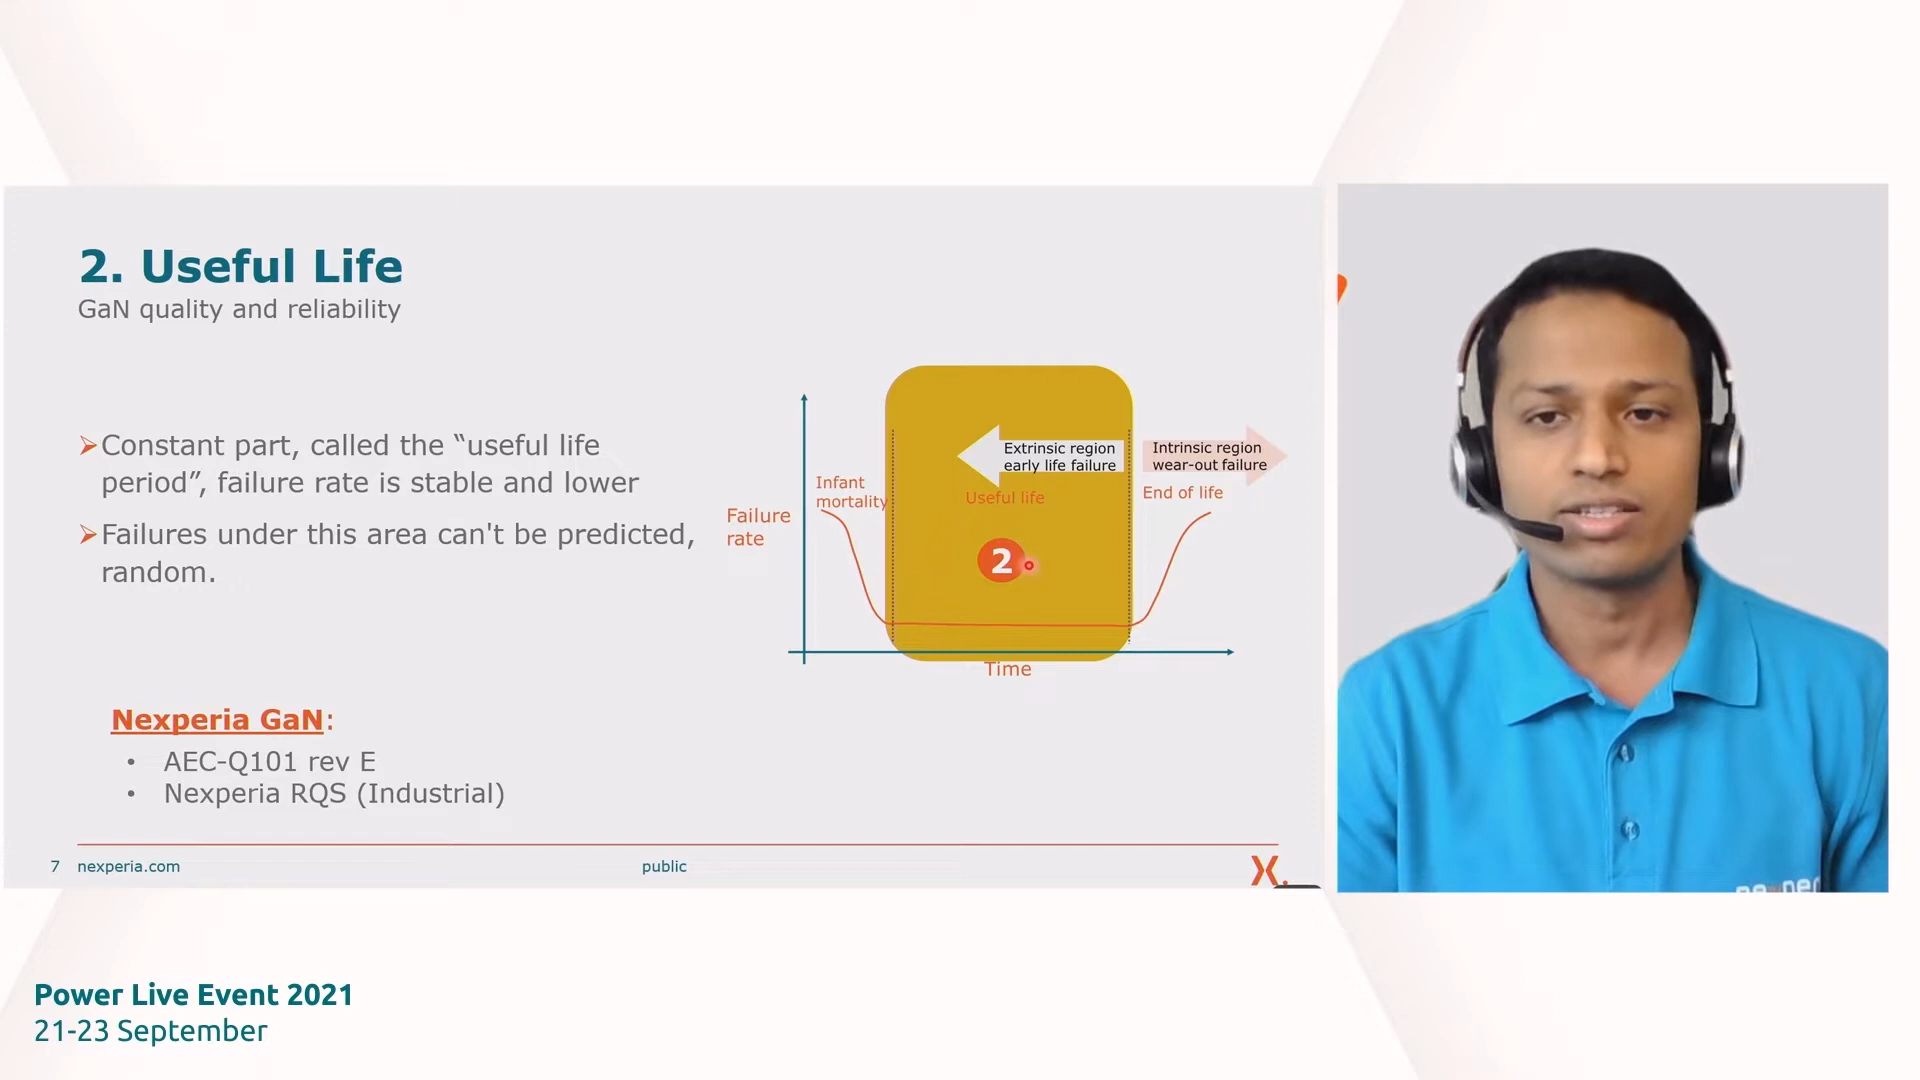 2. Useful Life
GaN quality and reliability
➢Constant part, called the “useful life
period”, failure rate is stable and lower
➢Failures under this area can't be predicted,
random.
Nexperia GaN:
• AEC-Q101 rev E
• Nexperia RQS (Industrial)
Failure
rate
Infant
mortality
Extrinsic region
early life failure
Useful life
2
Intrinsic region
wear-out failure
End of life
Time
7 nexperia.com
public
Power Live Event 2021
21-23 September